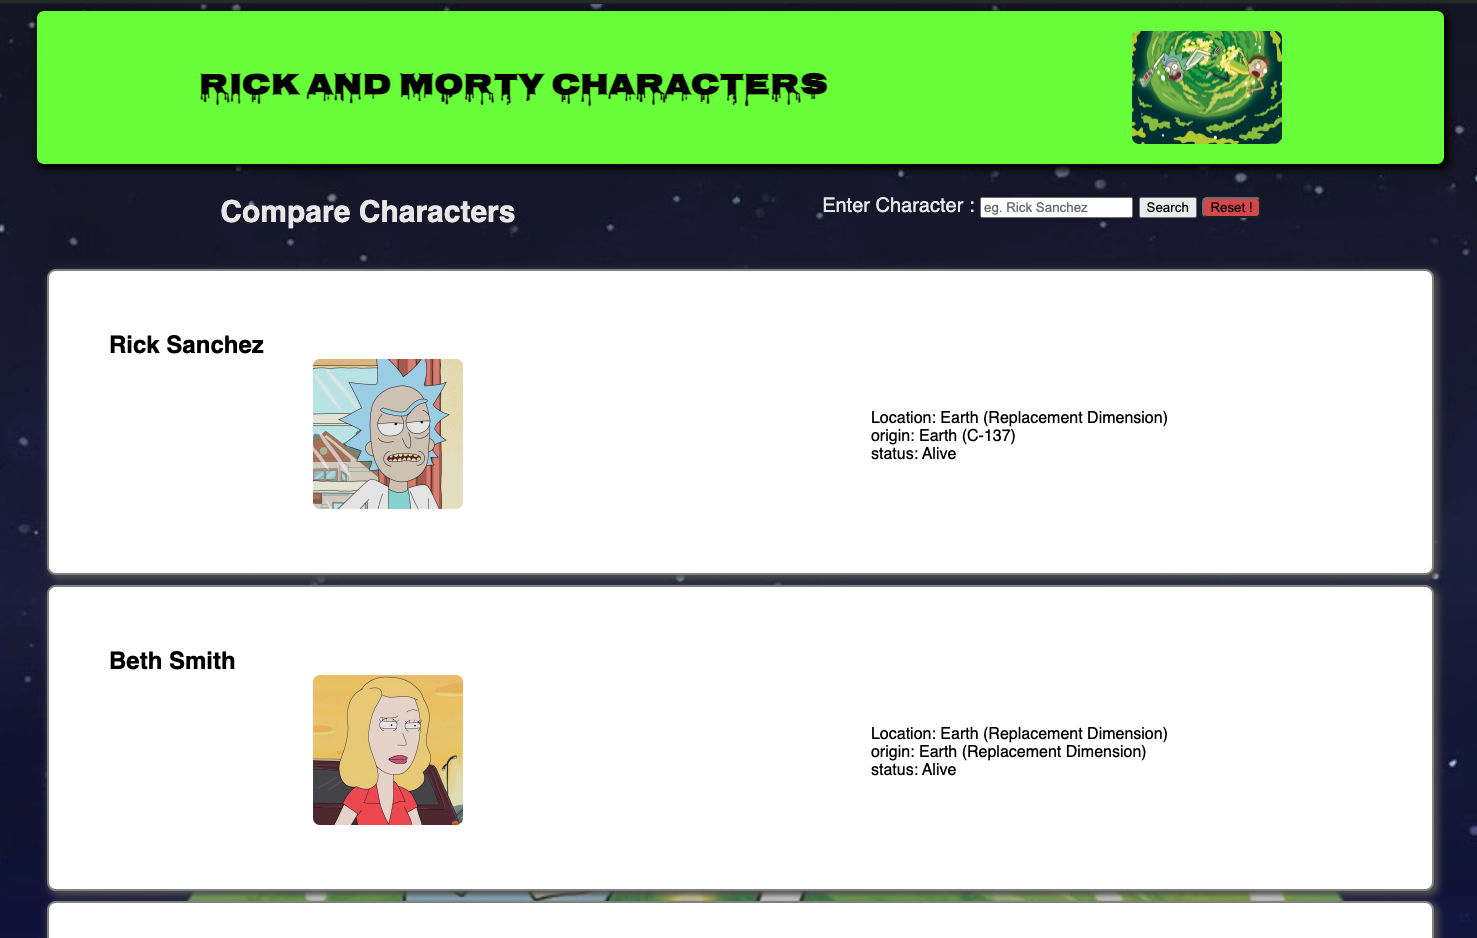 RICK AND MORTY CHARACTERS
Compare Characters
Enter Character : eg. Rick Sanchez Search Reset !
Rick Sanchez
Location: Earth (Replacement Dimension)
origin: Earth (C-137)
status: Alive
Beth Smith
Location: Earth (Replacement Dimension)
origin: Earth (Replacement Dimension)
status: Alive